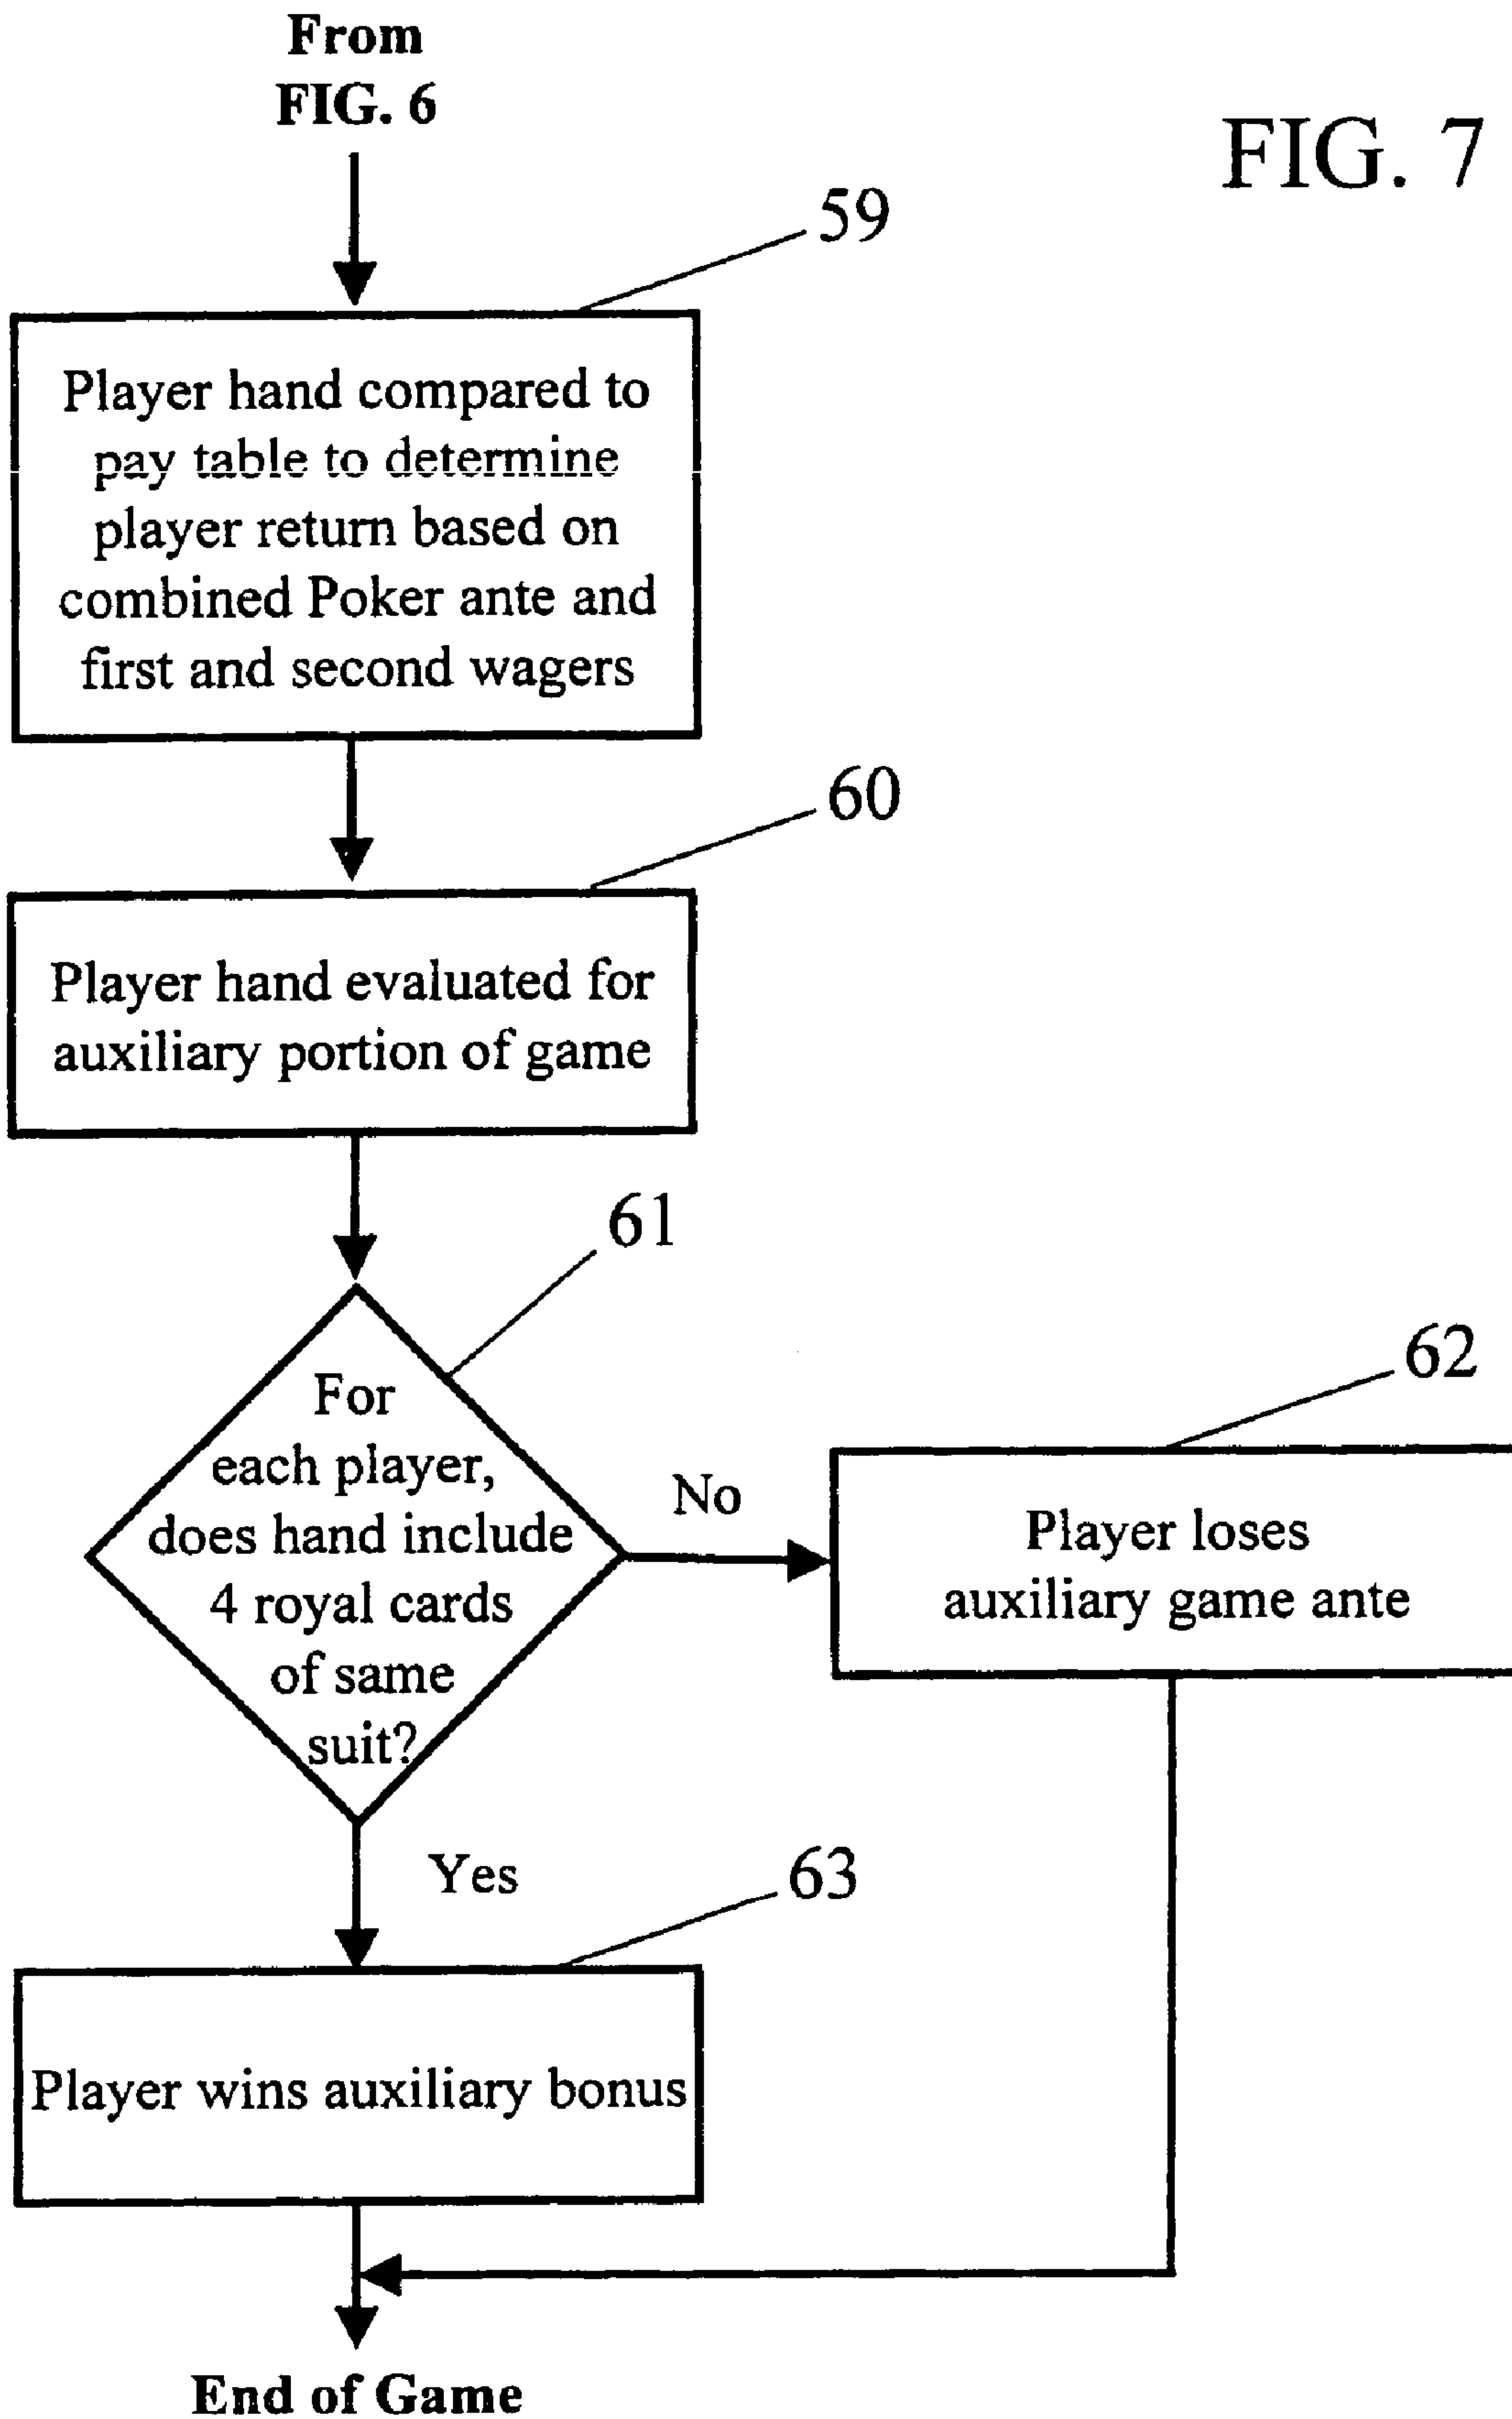 From
FIG. 6
FIG. 7
59
Player hand compared to
pay table to determine
player return based on
combined Poker ante and
first and second wagers
60
Player hand evaluated for
auxiliary portion of game
61
For
each player,
does hand include
4 royal cards
of same
suit?
No
62
Player loses
auxiliary game ante
Yes
63
Player wins auxiliary bonus
End of Game